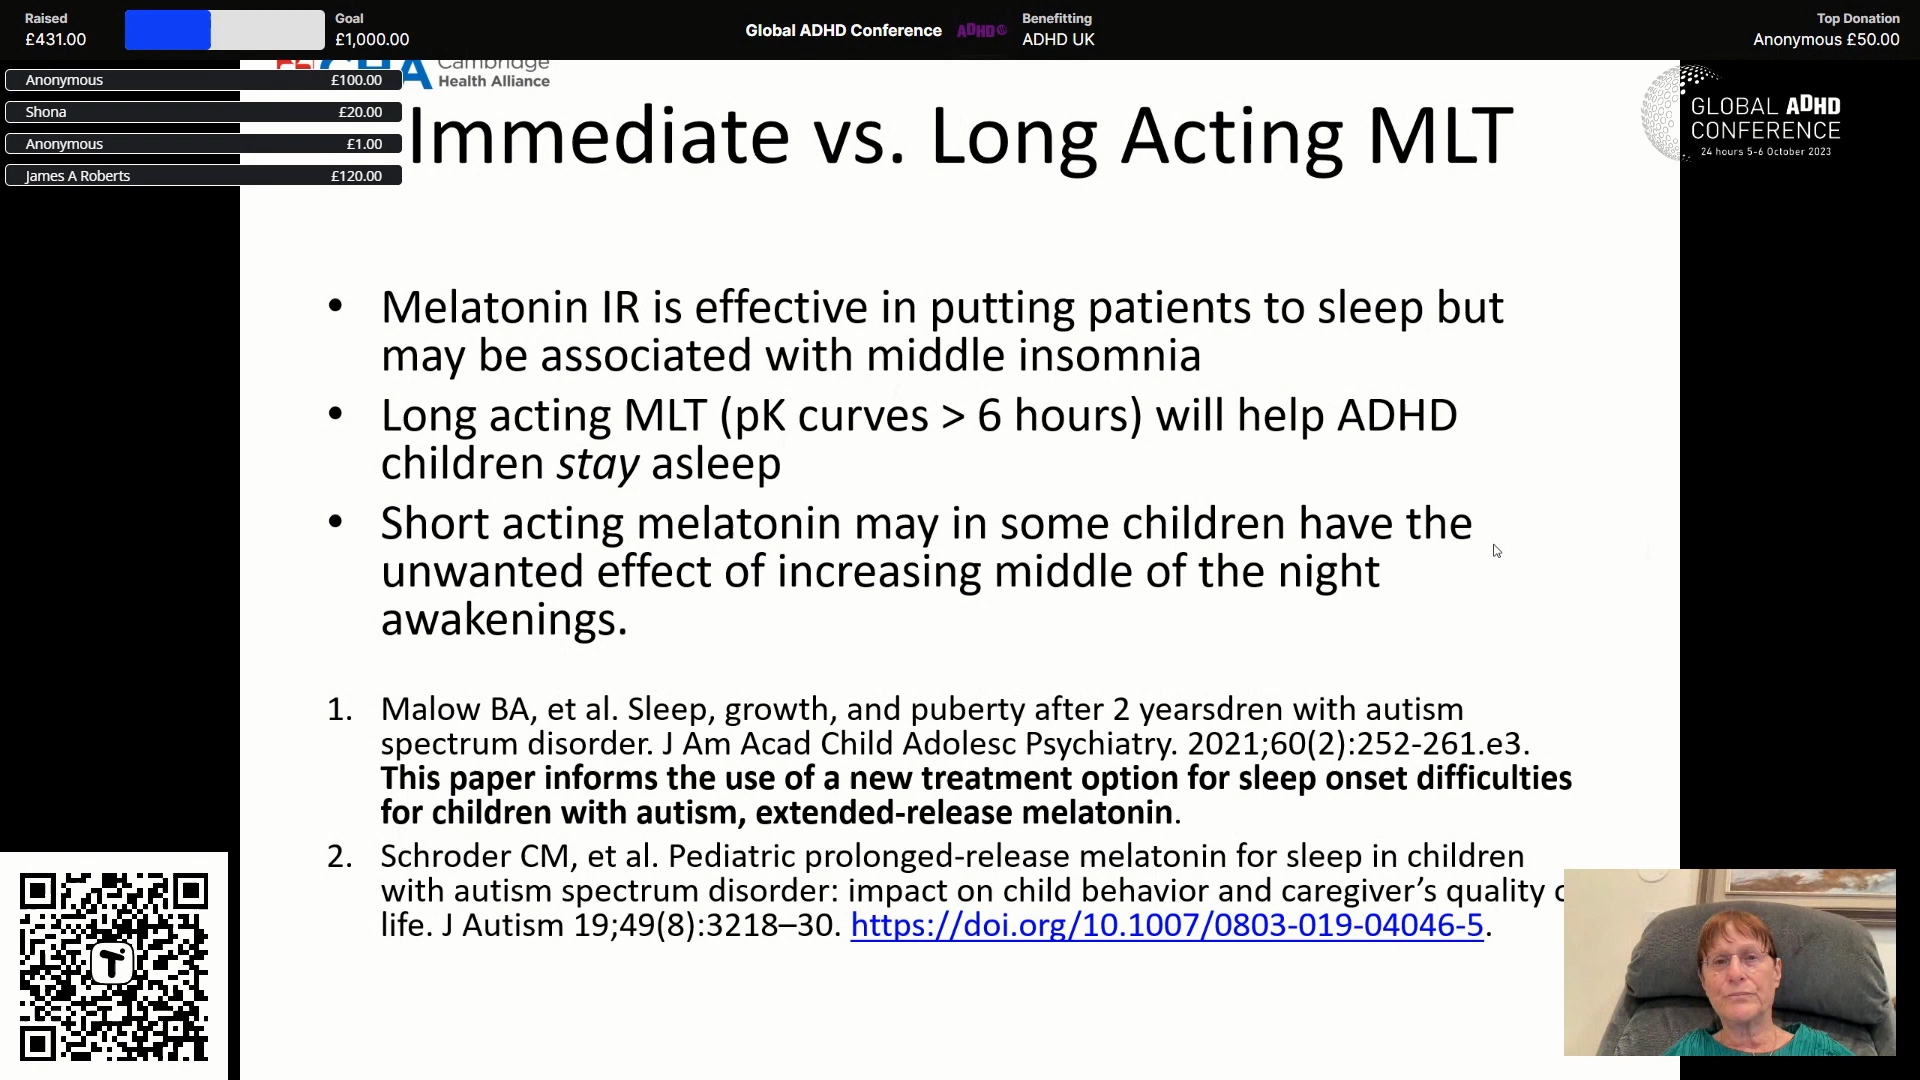 Raised
£431.00
Goal
£1,000.00
Global ADHD Conference
ADHD
Benefitting
ADHD UK
Top Donation
Anonymous £50.00
Anonymous £100.00
Shona £20.00
Anonymous £1.00
James A Roberts £120.00
CHA
Cambridge
Health Alliance
GLOBAL ADHD
CONFERENCE
24 hours 5-6 October 2023
Immediate vs. Long Acting MLT
• Melatonin IR is effective in putting patients to sleep but
may be associated with middle insomnia
• Long acting MLT (pK curves > 6 hours) will help ADHD
children stay asleep
• Short acting melatonin may in some children have the
unwanted effect of increasing middle of the night
awakenings.
1. Malow BA, et al. Sleep, growth, and puberty after 2 yearsdren with autism
spectrum disorder. J Am Acad Child Adolesc Psychiatry. 2021;60(2):252-261.e3.
This paper informs the use of a new treatment option for sleep onset difficulties
for children with autism, extended-release melatonin.
2. Schroder CM, et al. Pediatric prolonged-release melatonin for sleep in children
with autism spectrum disorder: impact on child behavior and caregiver's quality
life. J Autism 19;49(8):3218–30. https://doi.org/10.1007/0803-019-04046-5.
T